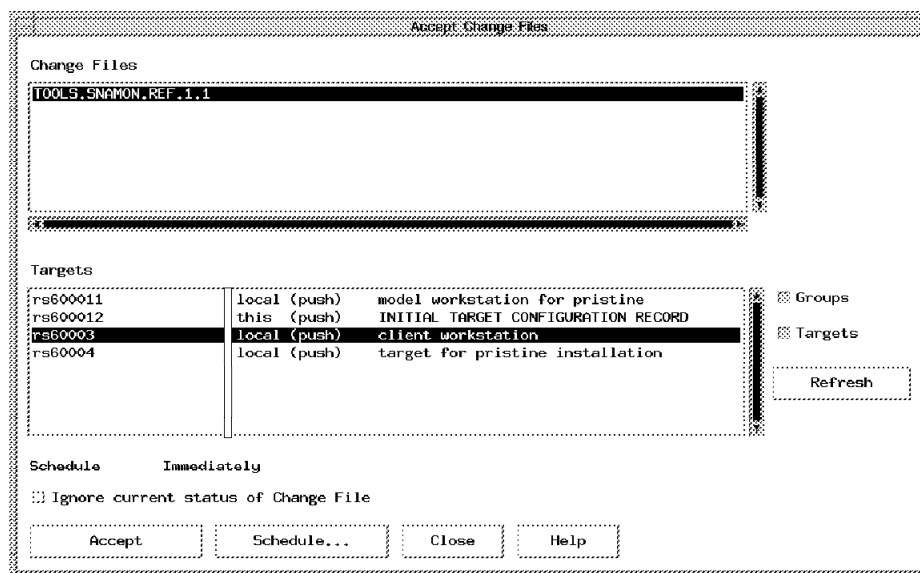 Accept Change Files
Change Files
TOOLS.SNAMON.REF.1.1
Targets
rs600011 local (push) model workstation for pristine
rs600012 this (push) INITIAL TARGET CONFIGURATION RECORD
rs60003 local (push) client workstation
rs60004 local (push) target for pristine installation
Groups
Targets
Refresh
Schedule Immediately
Ignore current status of Change File
Accept Schedule... Close Help